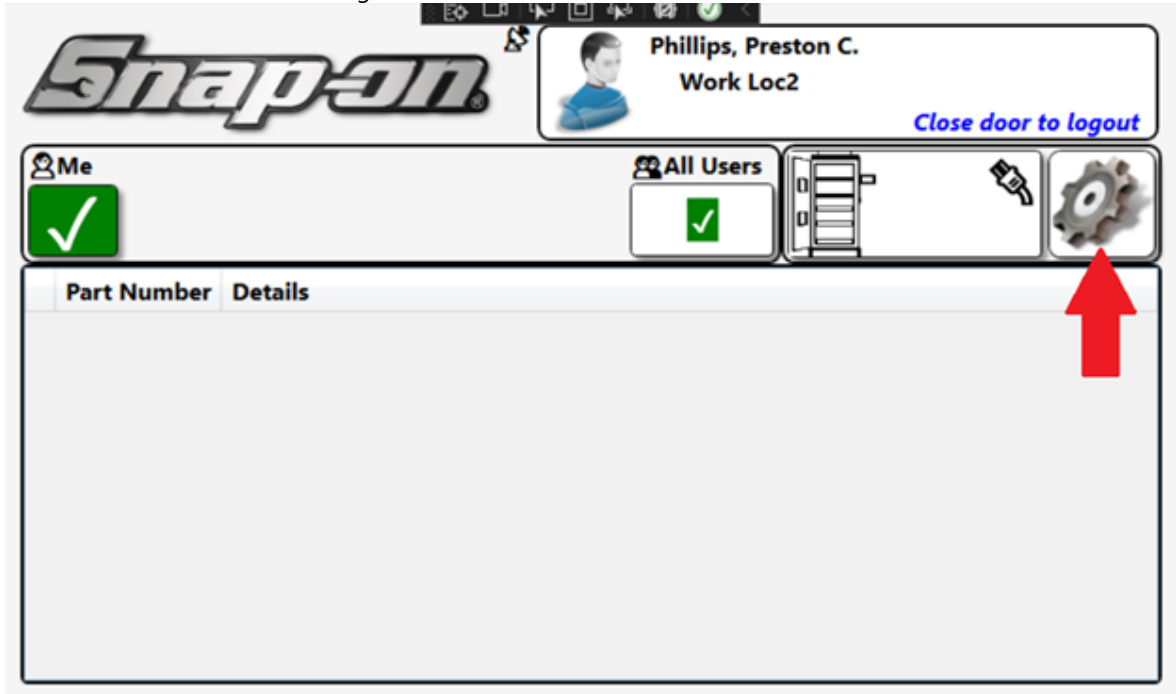 Snap-on®
Phillips, Preston C.
Work Loc2
Close door to logout
Me
All Users
Part Number Details